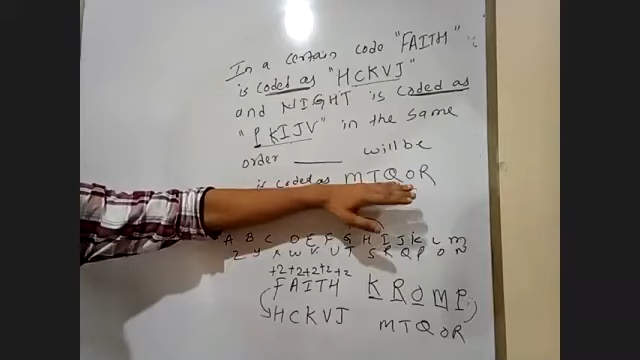 In a certain code "FAITH"
is coded as "HCKVJ"
and NIGHT is coded as
"PKIJV" in the same
order ______ will be
is coded as MTQOR
A B C D E F G H I J K L M
Z Y X W V U T S R Q P O N
+2+2+2+2+2
FAITH KROMP
HCKVJ MTQOR